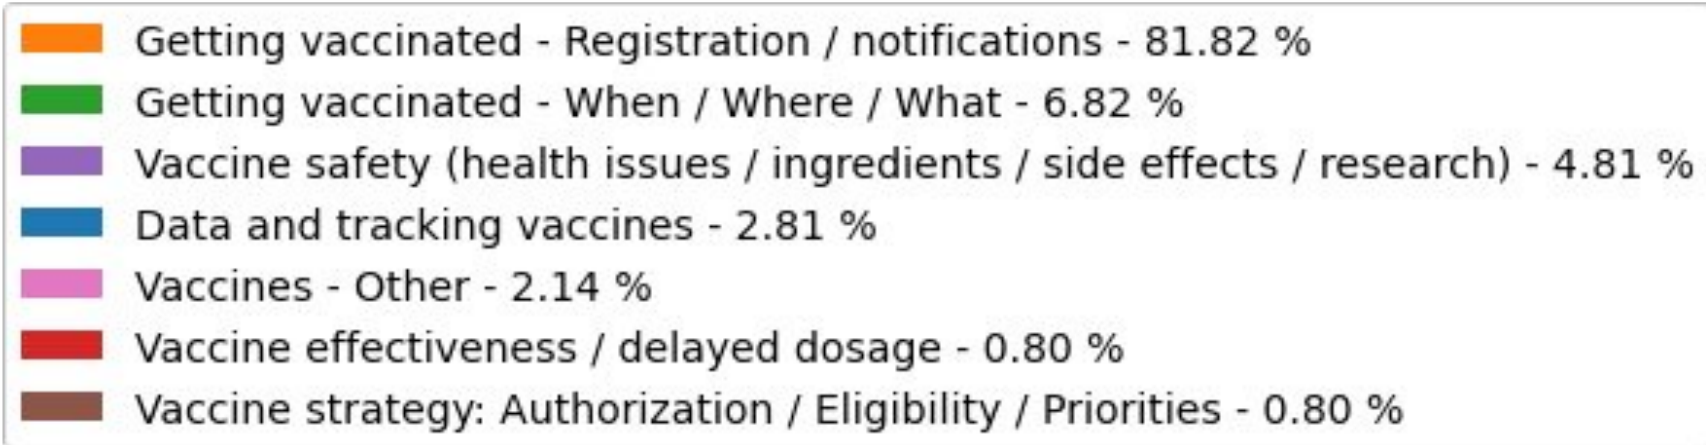 Getting vaccinated - Registration / notifications - 81.82 %
Getting vaccinated - When / Where / What - 6.82 %
Vaccine safety (health issues / ingredients / side effects / research) - 4.81 %
Data and tracking vaccines - 2.81 %
Vaccines - Other - 2.14 %
Vaccine effectiveness / delayed dosage - 0.80 %
Vaccine strategy: Authorization / Eligibility / Priorities - 0.80 %